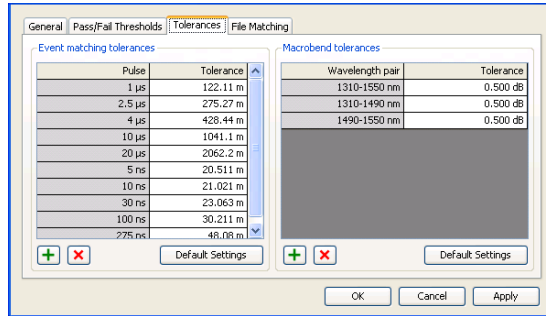 General Pass/Fail Thresholds Tolerances File Matching
Event matching tolerances
Pulse Tolerance
1 µs 122.11 m
2.5 µs 275.27 m
4 µs 428.44 m
10 µs 1041.1 m
20 µs 2062.2 m
5 ns 20.511 m
10 ns 21.021 m
30 ns 23.063 m
100 ns 30.211 m
275 ns 48.08 m
Default Settings
Macrobend tolerances
Wavelength pair Tolerance
1310-1550 nm 0.500 dB
1310-1490 nm 0.500 dB
1490-1550 nm 0.500 dB
Default Settings
OK Cancel Apply